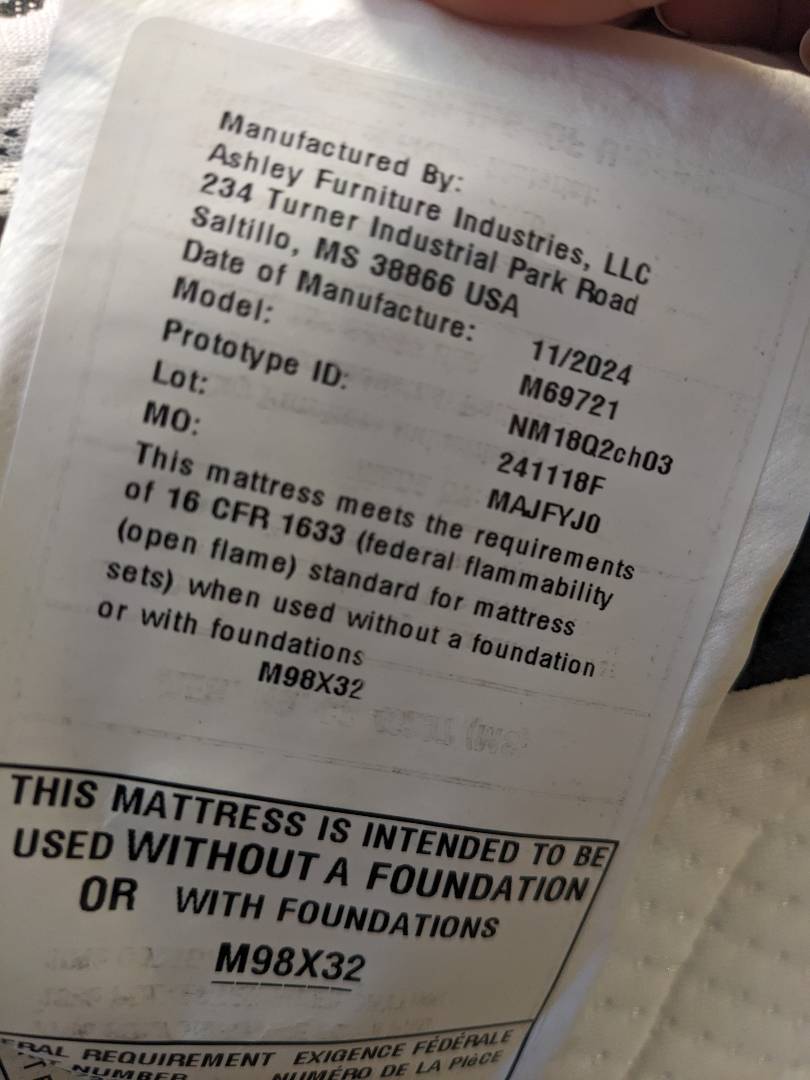 Manufactured By:
Ashley Furniture Industries, LLC
234 Turner Industrial Park Road
Saltillo, MS 38866 USA
Date of Manufacture: 11/2024
Model: M69721
Prototype ID: NM18Q2ch03
Lot: 241118F
MO: MAJFYJ0
This mattress meets the requirements
of 16 CFR 1633 (federal flammability
(open flame) standard for mattress
sets) when used without a foundation
or with foundations
M98X32
THIS MATTRESS IS INTENDED TO BE
USED WITHOUT A FOUNDATION
OR WITH FOUNDATIONS
M98X32
REQUIREMENT EXIGENCE FÉDÉRALE
NUMBER NUMÉRO DE LA PIèCE